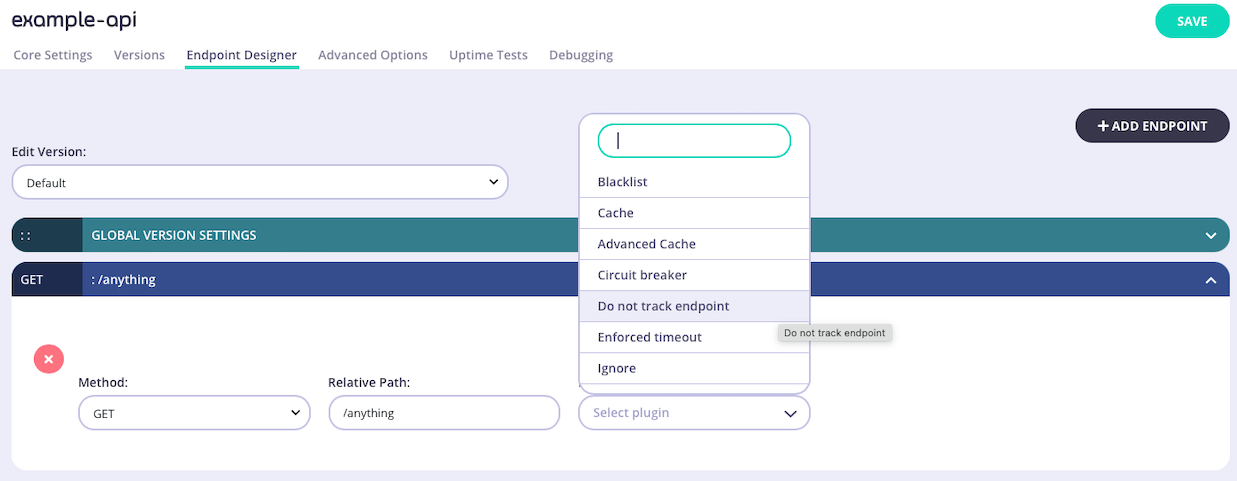 example-api
SAVE
Core Settings Versions Endpoint Designer Advanced Options Uptime Tests Debugging
+ ADD ENDPOINT
Edit Version:
Default
: : GLOBAL VERSION SETTINGS
GET : /anything
Blacklist
Cache
Advanced Cache
Circuit breaker
Do not track endpoint
Do not track endpoint
Enforced timeout
Ignore
Method: Relative Path:
GET /anything Select plugin